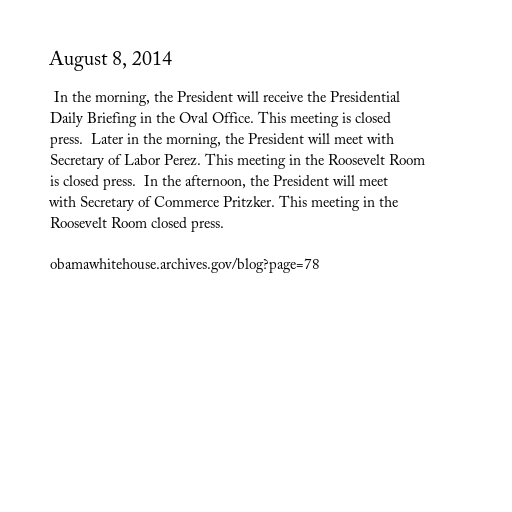 August 8, 2014
In the morning, the President will receive the Presidential
Daily Briefing in the Oval Office. This meeting is closed
press.  Later in the morning, the President will meet with
Secretary of Labor Perez. This meeting in the Roosevelt Room
is closed press.  In the afternoon, the President will meet
with Secretary of Commerce Pritzker. This meeting in the
Roosevelt Room closed press.
obamawhitehouse.archives.gov/blog?page=78